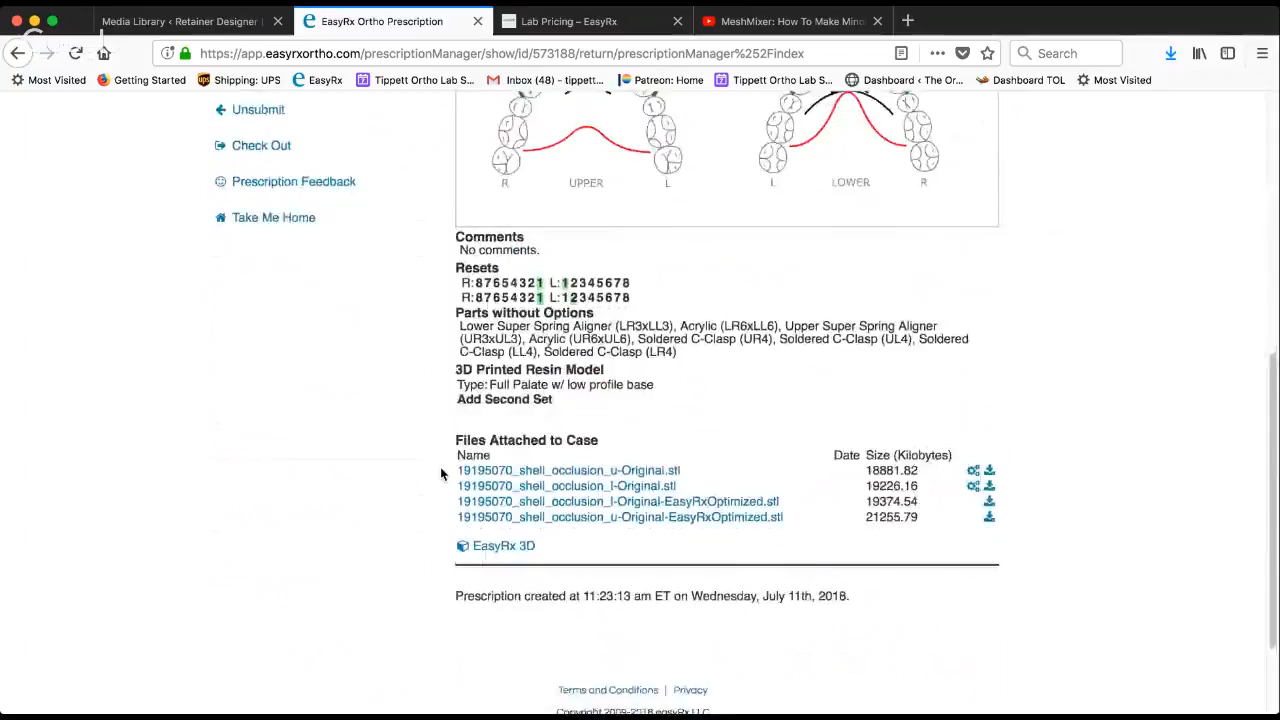 Media Library ‹ Retainer Designer
EasyRx Ortho Prescription
Lab Pricing – EasyRx
MeshMixer: How To Make Mino
https://app.easyrxortho.com/prescriptionManager/show/id/573188/return/prescriptionManager%252Findex
Search
Most Visited
Getting Started
Shipping: UPS
EasyRx
Tippett Ortho Lab S...
Inbox (48) - tippett...
Patreon: Home
Tippett Ortho Lab S...
Dashboard ‹ The Or...
Dashboard TOL
Most Visited
Unsubmit
Check Out
Prescription Feedback
Take Me Home
R UPPER L
L LOWER R
Comments
No comments.
Resets
R:87654321 L:12345678
R:87654321 L:12345678
Parts without Options
Lower Super Spring Aligner (LR3xLL3), Acrylic (LR6xLL6), Upper Super Spring Aligner
(UR3xUL3), Acrylic (UR6xUL6), Soldered C-Clasp (UR4), Soldered C-Clasp (UL4), Soldered
C-Clasp (LL4), Soldered C-Clasp (LR4)
3D Printed Resin Model
Type: Full Palate w/ low profile base
Add Second Set
Files Attached to Case
Name Date Size (Kilobytes)
19195070_shell_occlusion_u-Original.stl 18881.82
19195070_shell_occlusion_l-Original.stl 19226.16
19195070_shell_occlusion_l-Original-EasyRxOptimized.stl 19374.54
19195070_shell_occlusion_u-Original-EasyRxOptimized.stl 21255.79
EasyRx 3D
Prescription created at 11:23:13 am ET on Wednesday, July 11th, 2018.
Terms and Conditions | Privacy
Copyright 2009-2018 easyRx LLC